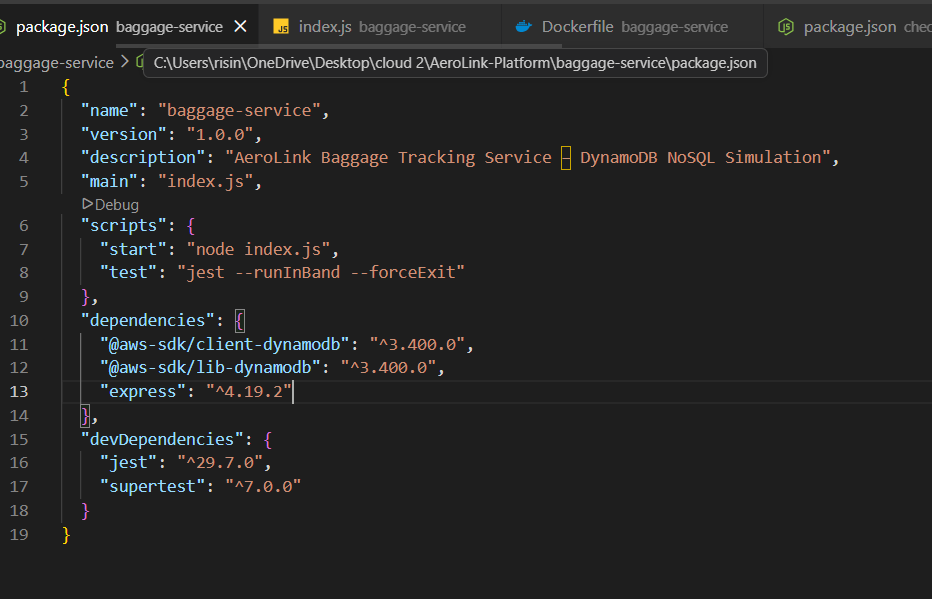 package.json baggage-service index.js baggage-service Dockerfile baggage-service package.json
baggage-service > C:\Users\risin\OneDrive\Desktop\cloud 2\AeroLink-Platform\baggage-service\package.json
1 {
2 "name": "baggage-service",
3 "version": "1.0.0",
4 "description": "AeroLink Baggage Tracking Service – DynamoDB NoSQL Simulation",
5 "main": "index.js",
Debug
6 "scripts": {
7 "start": "node index.js",
8 "test": "jest --runInBand --forceExit"
9 },
10 "dependencies": {
11 "@aws-sdk/client-dynamodb": "^3.400.0",
12 "@aws-sdk/lib-dynamodb": "^3.400.0",
13 "express": "^4.19.2"
14 },
15 "devDependencies": {
16 "jest": "^29.7.0",
17 "supertest": "^7.0.0"
18 }
19 }